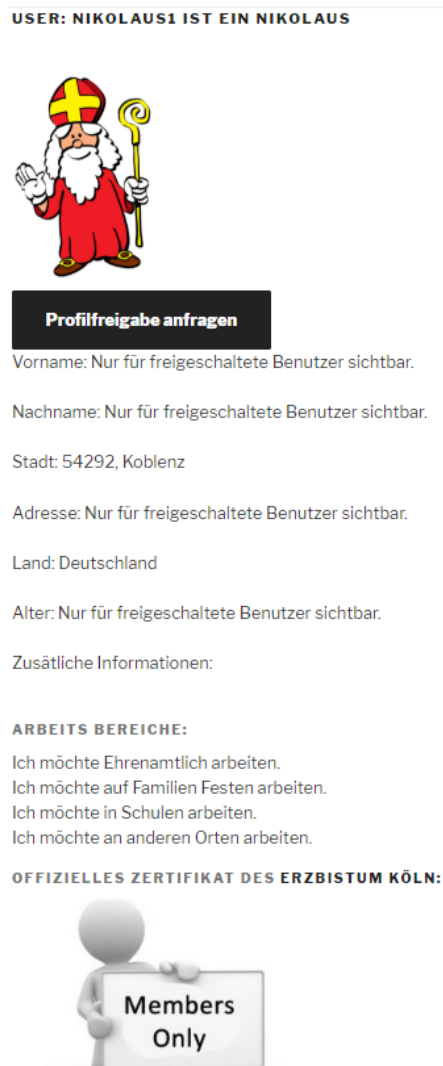 USER: NIKOLAUS1 IST EIN NIKOLAUS
Profilfreigabe anfragen
Vorname: Nur für freigeschaltete Benutzer sichtbar.
Nachname: Nur für freigeschaltete Benutzer sichtbar.
Stadt: 54292, Koblenz
Adresse: Nur für freigeschaltete Benutzer sichtbar.
Land: Deutschland
Alter: Nur für freigeschaltete Benutzer sichtbar.
Zusätliche Informationen:
ARBEITS BEREICHE:
Ich möchte Ehrenamtlich arbeiten.
Ich möchte auf Familien Festen arbeiten.
Ich möchte in Schulen arbeiten.
Ich möchte an anderen Orten arbeiten.
OFFIZIELLES ZERTIFIKAT DES ERZBISTUM KÖLN:
Members
Only